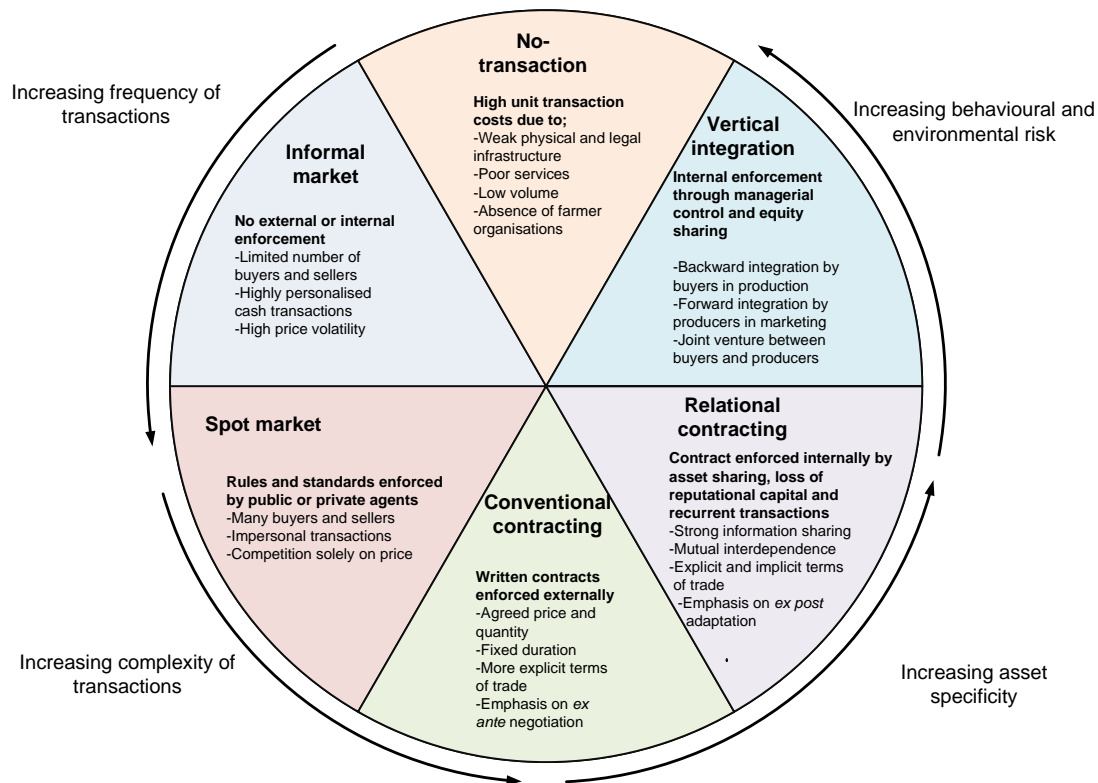 No-
transaction
High unit transaction
costs due to;
-Weak physical and legal
infrastructure
-Poor services
-Low volume
-Absence of farmer
organisations
Increasing frequency of
transactions
Informal
market
No external or internal
enforcement
-Limited number of
buyers and sellers
-Highly personalised
cash transactions
-High price volatility
Spot market
Rules and standards enforced
by public or private agents
-Many buyers and sellers
-Impersonal transactions
-Competition solely on price
Increasing complexity of
transactions
Conventional
contracting
Written contracts
enforced externally
-Agreed price and
quantity
-Fixed duration
-More explicit terms
of trade
-Emphasis on ex
ante negotiation
Increasing asset
specificity
Relational
contracting
Contract enforced internally by
asset sharing, loss of
reputational capital and
recurrent transactions
-Strong information sharing
-Mutual interdependence
-Explicit and implicit terms
of trade
-Emphasis on ex post
adaptation
Increasing behavioural and
environmental risk
Vertical
integration
Internal enforcement
through managerial
control and equity
sharing
-Backward integration by
buyers in production
-Forward integration by
producers in marketing
-Joint venture between
buyers and producers